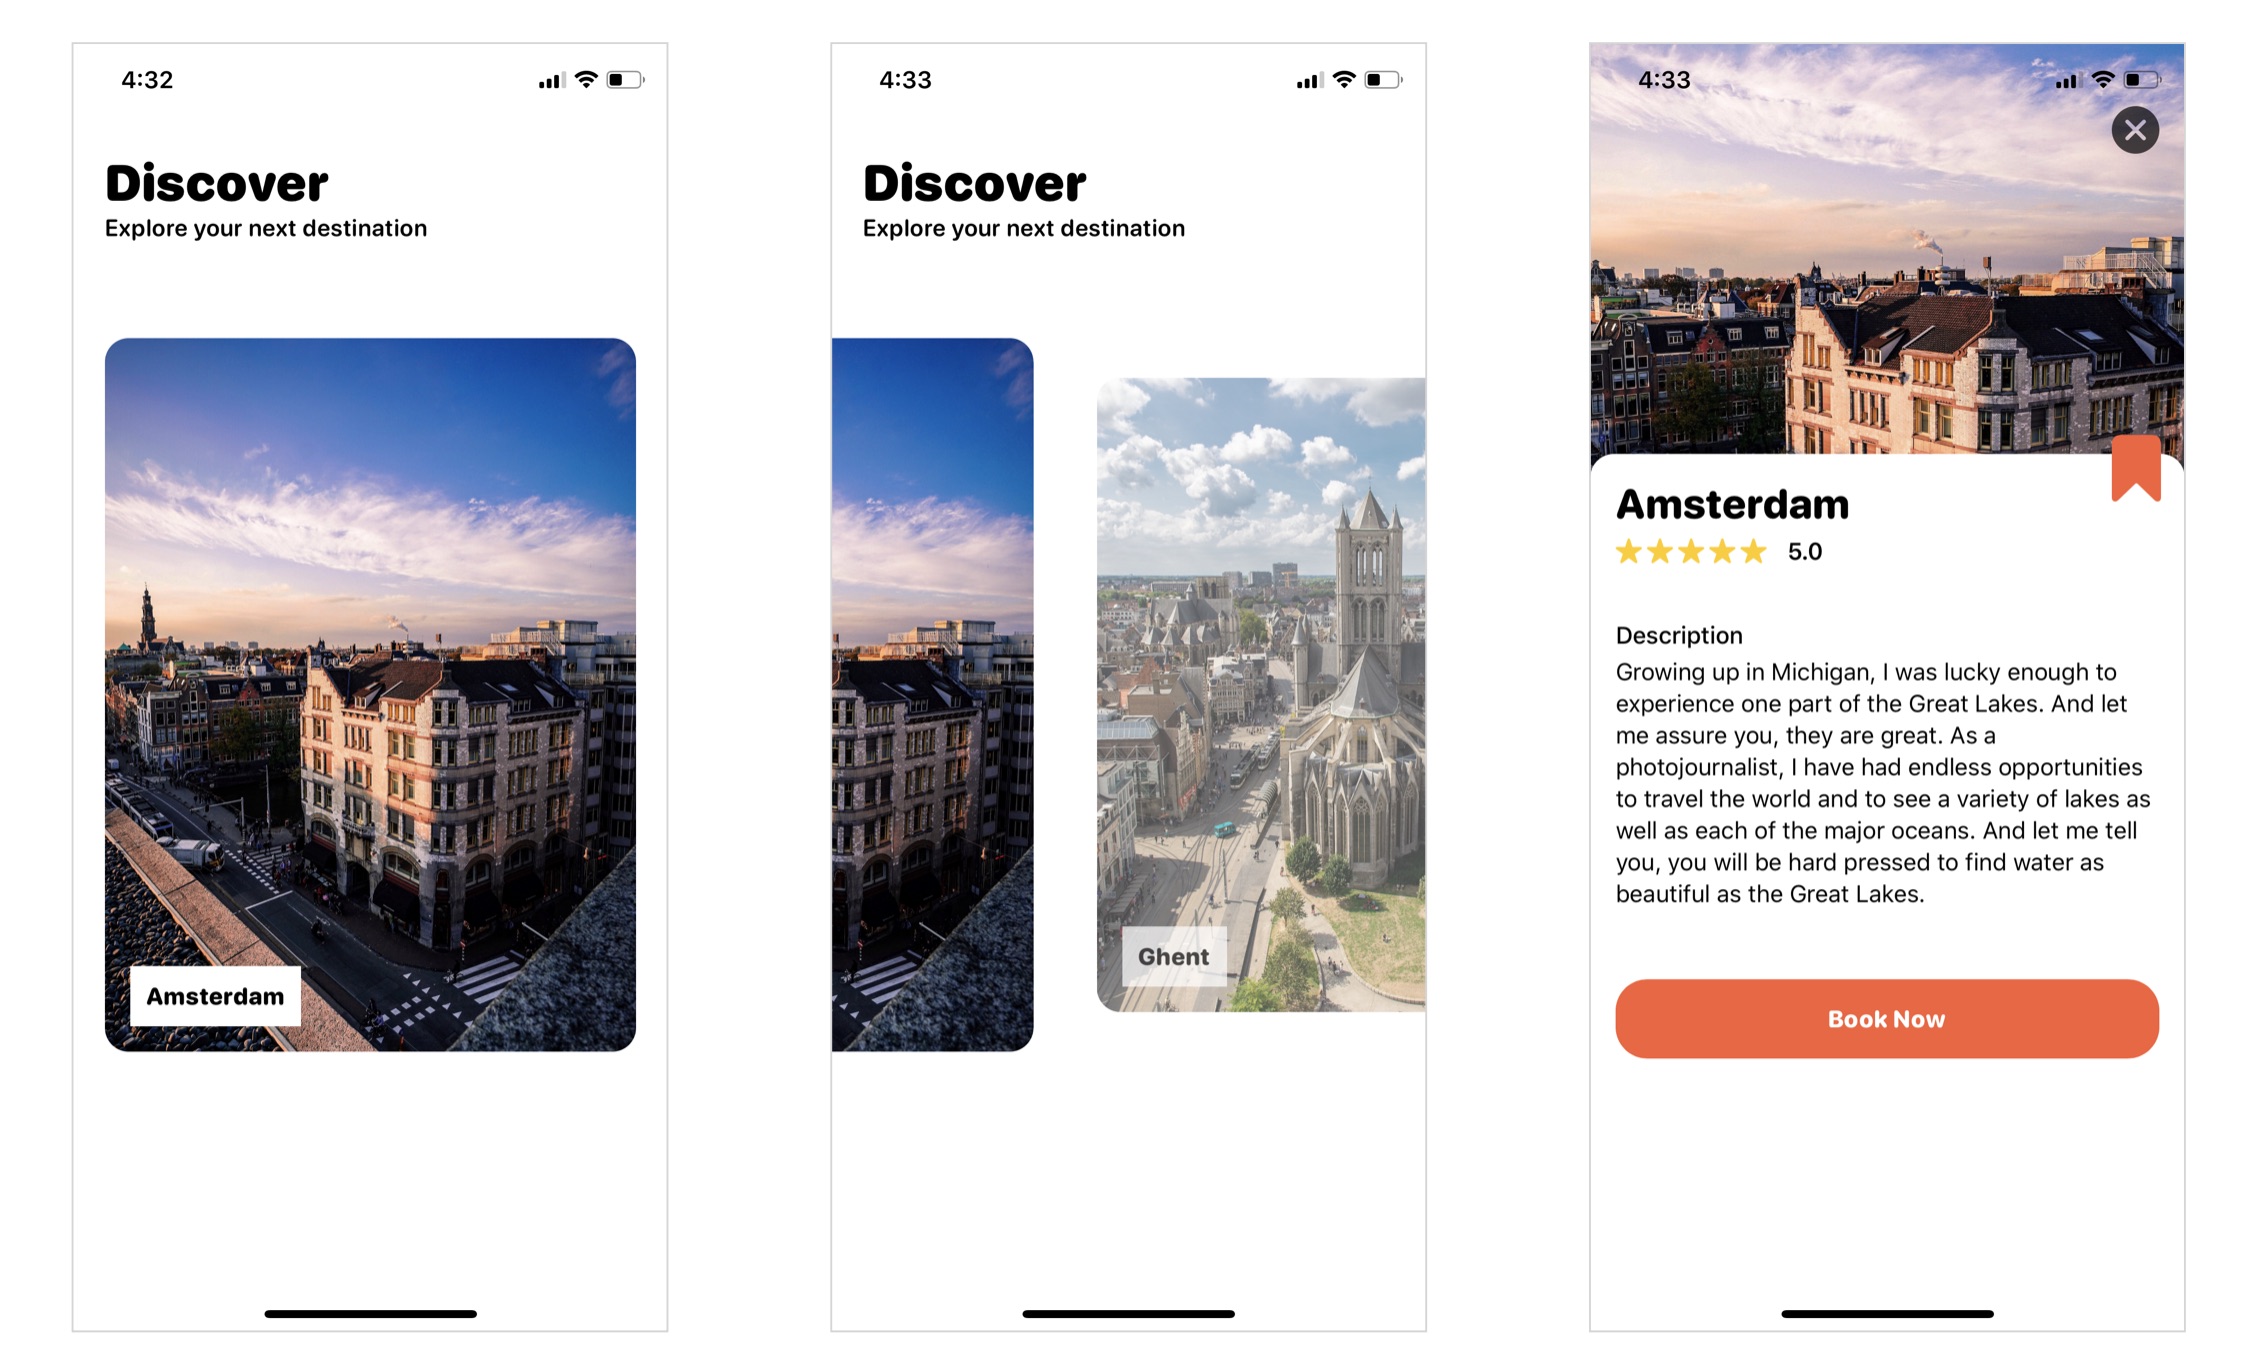 4:32
Discover
Explore your next destination
Amsterdam
4:33
Discover
Explore your next destination
Ghent
4:33
Amsterdam
5.0
Description
Growing up in Michigan, I was lucky enough to
experience one part of the Great Lakes. And let
me assure you, they are great. As a
photojournalist, I have had endless opportunities
to travel the world and to see a variety of lakes as
well as each of the major oceans. And let me tell
you, you will be hard pressed to find water as
beautiful as the Great Lakes.
Book Now